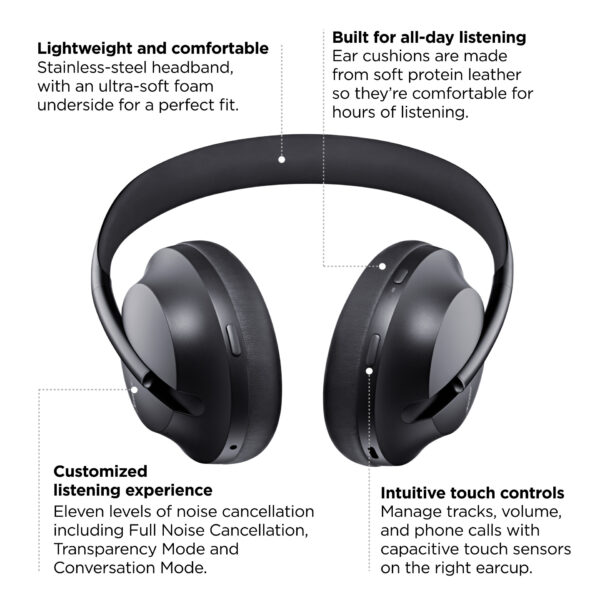 Lightweight and comfortable
Stainless-steel headband,
with an ultra-soft foam
underside for a perfect fit.
Built for all-day listening
Ear cushions are made
from soft protein leather
so they’re comfortable for
hours of listening.
Customized
listening experience
Eleven levels of noise cancellation
including Full Noise Cancellation,
Transparency Mode and
Conversation Mode.
Intuitive touch controls
Manage tracks, volume,
and phone calls with
capacitive touch sensors
on the right earcup.